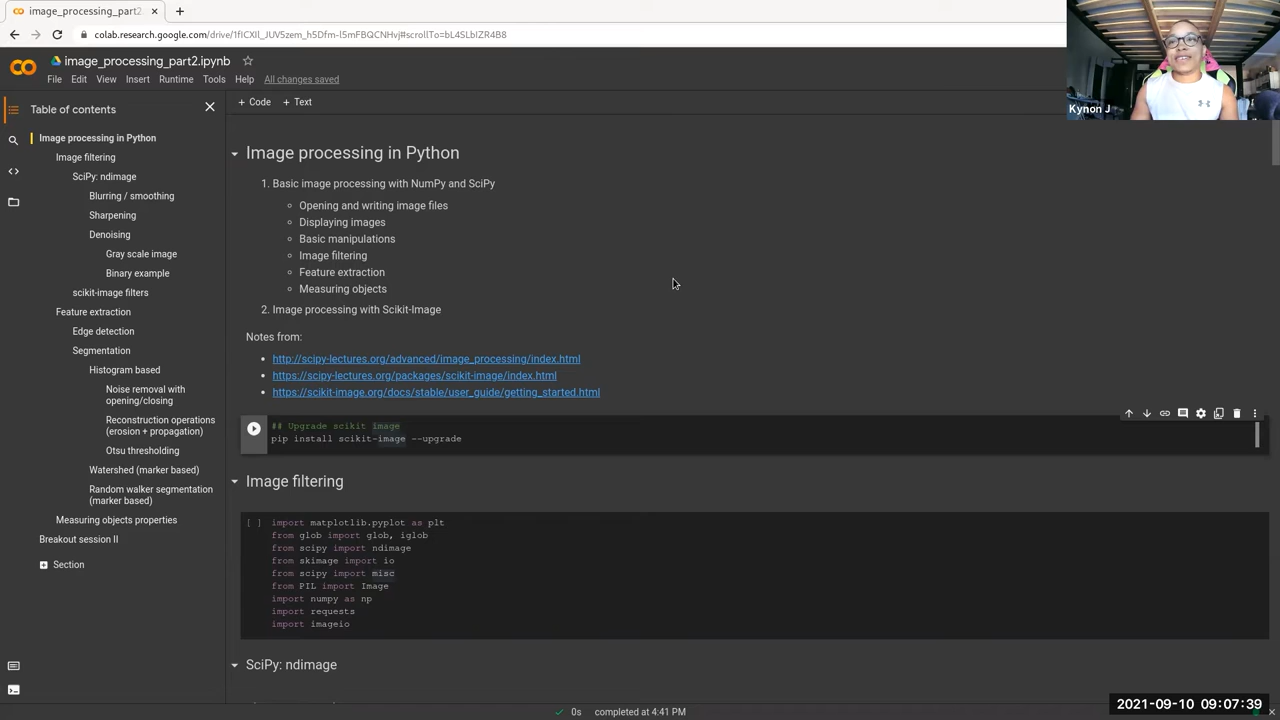 image_processing_part2.
colab.research.google.com/drive/1fICXIl_JUV5zem_h5Dfm-I5mFBQCNHvj#scrollTo=bL4SLbIZR4B8
image_processing_part2.ipynb
File Edit View Insert Runtime Tools Help All changes saved
Kynon J
Table of contents
Image processing in Python
Image filtering
SciPy: ndimage
Blurring / smoothing
Sharpening
Denoising
Gray scale image
Binary example
scikit-image filters
Feature extraction
Edge detection
Segmentation
Histogram based
Noise removal with
opening/closing
Reconstruction operations
(erosion + propagation)
Otsu thresholding
Watershed (marker based)
Random walker segmentation
(marker based)
Measuring objects properties
Breakout session II
Section
+ Code + Text
Image processing in Python
1. Basic image processing with NumPy and SciPy
Opening and writing image files
Displaying images
Basic manipulations
Image filtering
Feature extraction
Measuring objects
2. Image processing with Scikit-Image
Notes from:
http://scipy-lectures.org/advanced/image_processing/index.html
https://scipy-lectures.org/packages/scikit-image/index.html
https://scikit-image.org/docs/stable/user_guide/getting_started.html
## Upgrade scikit image
pip install scikit-image --upgrade
Image filtering
[ ] import matplotlib.pyplot as plt
from glob import glob, iglob
from scipy import ndimage
from skimage import io
from scipy import misc
from PIL import Image
import numpy as np
import requests
import imageio
SciPy: ndimage
0s completed at 4:41 PM
2021-09-10 09:07:39